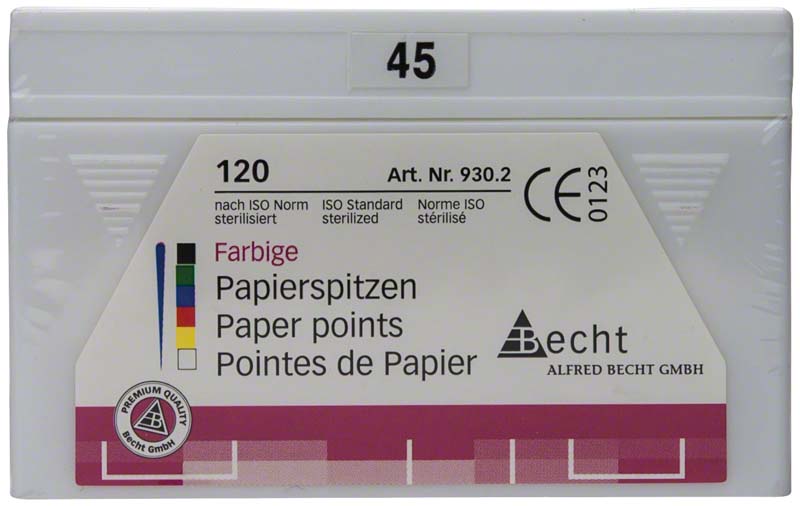 45
120 Art. Nr. 930.2
nach ISO Norm sterilisiert
ISO Standard sterilized
Norme ISO stérilisé
CE 0123
Farbige
Papierspitzen
Paper points
Pointes de Papier
Becht
ALFRED BECHT GMBH
PREMIUM QUALITY
B
Becht GmbH